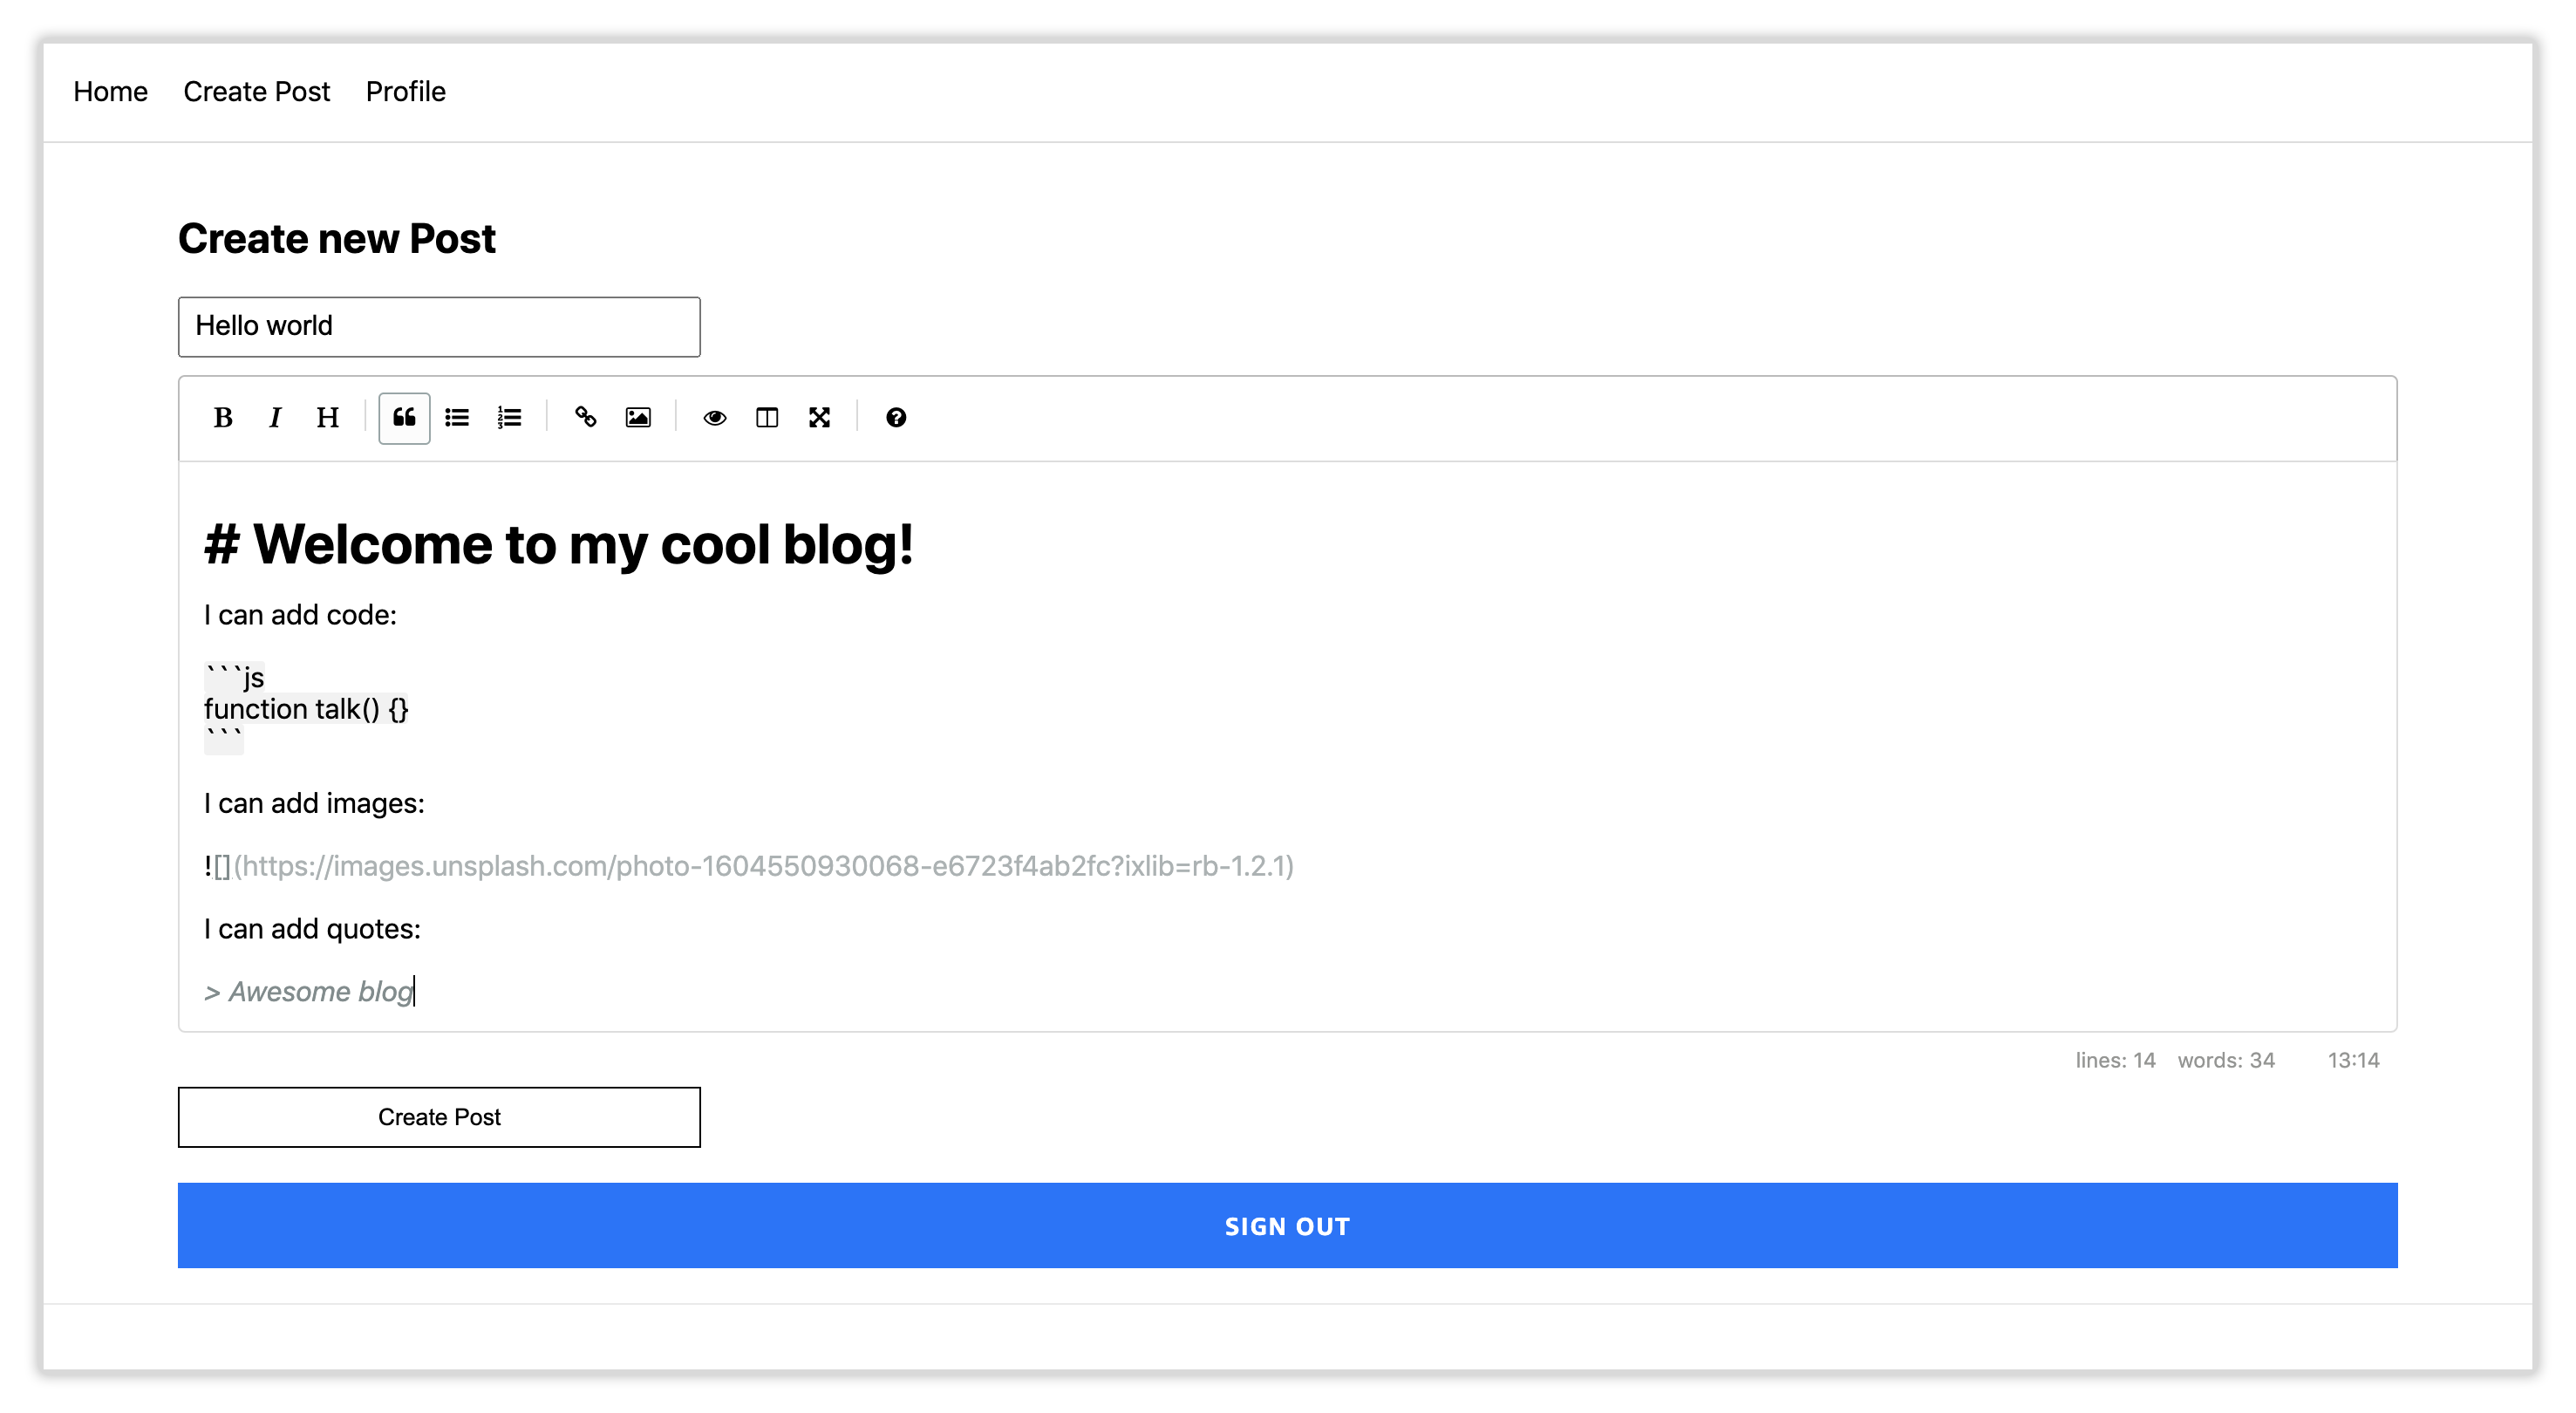 Home Create Post Profile
Create new Post
Hello world
B I H
# Welcome to my cool blog!
I can add code:
```js
function talk() {}
```
I can add images:
![](https://images.unsplash.com/photo-1604550930068-e6723f4ab2fc?ixlib=rb-1.2.1)
I can add quotes:
> Awesome blog
lines: 14 words: 34 13:14
Create Post
SIGN OUT